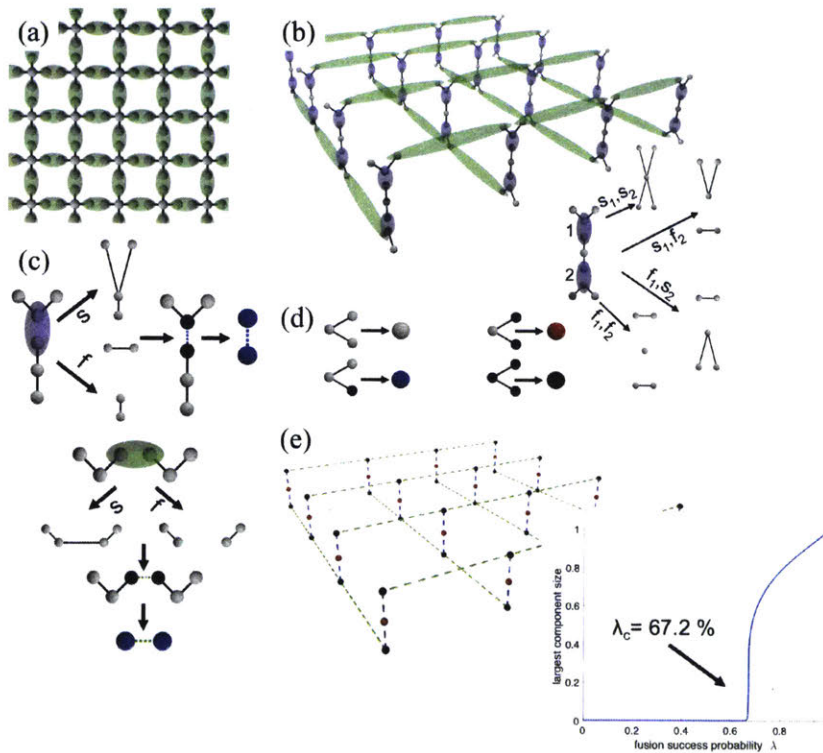 (a)
(b)
s₁,s₂
1
s₁,f₂
2
f₁,s₂
f₁,f₂
(c)
S
f
(d)
S
f
(e)
1
0.8
0.6
0.4
0.2
0
largest component size
λc= 67.2 %
0
0.2
0.4
0.6
0.8
fusion success probability λ